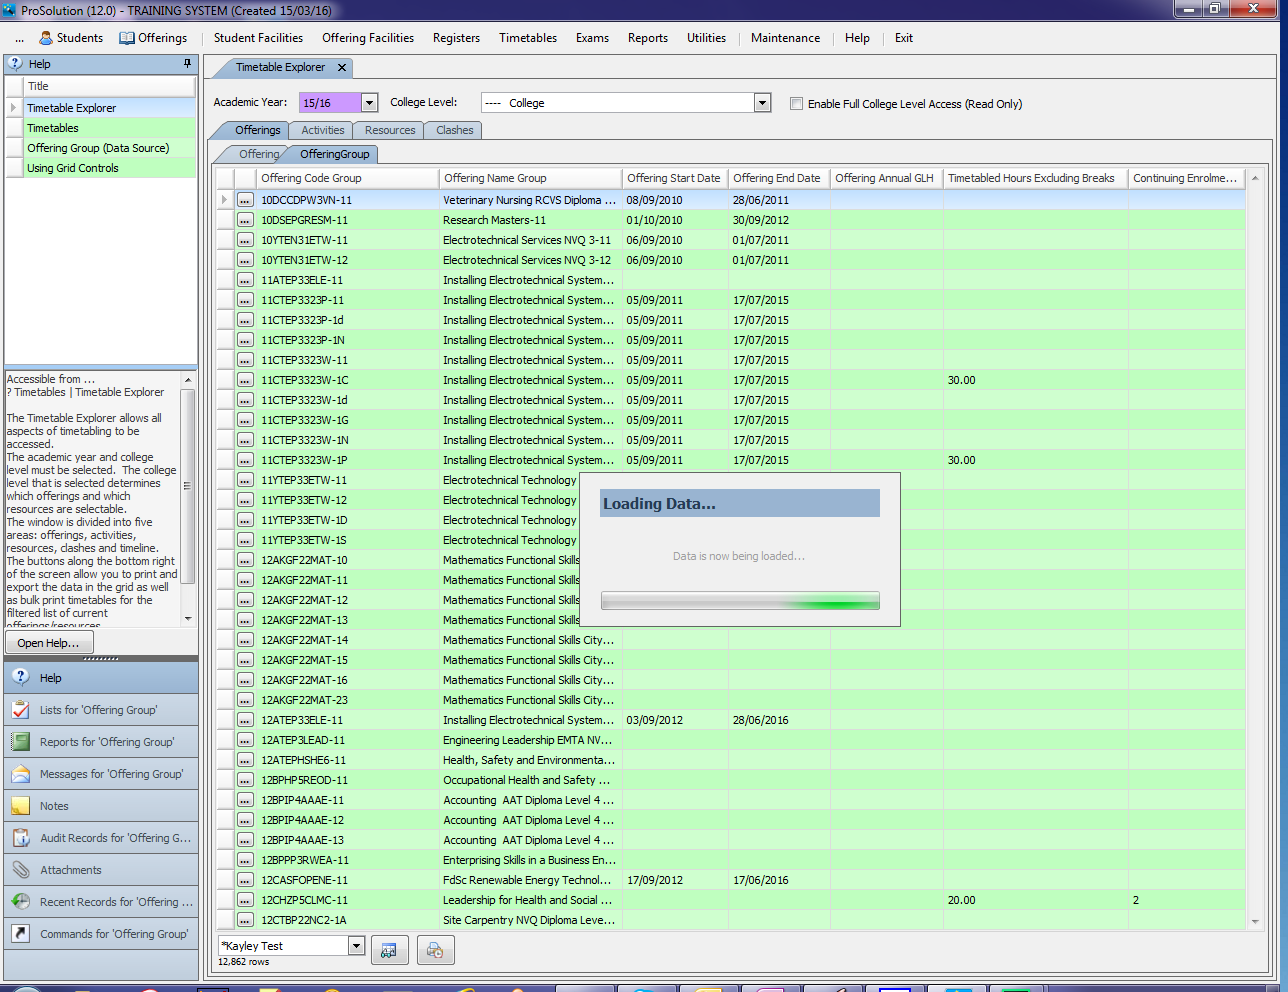 ProSolution (12.0) - TRAINING SYSTEM (Created 15/03/16)
... Students Offerings Student Facilities Offering Facilities Registers Timetables Exams Reports Utilities Maintenance Help Exit
Help
Title
Timetable Explorer
Timetables
Offering Group (Data Source)
Using Grid Controls
Accessible from ...
? Timetables | Timetable Explorer
The Timetable Explorer allows all
aspects of timetabling to be
accessed.
The academic year and college
level must be selected. The college
level that is selected determines
which offerings and which
resources are selectable.
The window is divided into five
areas: offerings, activities,
resources, clashes and timeline.
The buttons along the bottom right
of the screen allow you to print and
export the data in the grid as well
as bulk print timetables for the
filtered list of current
offerings/resources
Open Help...
Help
Lists for 'Offering Group'
Reports for 'Offering Group'
Messages for 'Offering Group'
Notes
Audit Records for 'Offering G...
Attachments
Recent Records for 'Offering ...
Commands for 'Offering Group'
Timetable Explorer
Academic Year: 15/16 College Level: ---- College Enable Full College Level Access (Read Only)
Offerings Activities Resources Clashes
Offering OfferingGroup
Offering Code Group Offering Name Group Offering Start Date Offering End Date Offering Annual GLH Timetabled Hours Excluding Breaks Continuing Enrolme...
... 10DCCDPW3VN-11 Veterinary Nursing RCVS Diploma ... 08/09/2010 28/06/2011
... 10DSEPGRESM-11 Research Masters-11 01/10/2010 30/09/2012
... 10YTEN31ETW-11 Electrotechnical Services NVQ 3-11 06/09/2010 01/07/2011
... 10YTEN31ETW-12 Electrotechnical Services NVQ 3-12 06/09/2010 01/07/2011
... 11ATEP33ELE-11 Installing Electrotechnical System...
... 11CTEP3323P-11 Installing Electrotechnical System... 05/09/2011 17/07/2015
... 11CTEP3323P-1d Installing Electrotechnical System... 05/09/2011 17/07/2015
... 11CTEP3323P-1N Installing Electrotechnical System... 05/09/2011 17/07/2015
... 11CTEP3323W-11 Installing Electrotechnical System... 05/09/2011 17/07/2015
... 11CTEP3323W-1C Installing Electrotechnical System... 05/09/2011 17/07/2015 30.00
... 11CTEP3323W-1d Installing Electrotechnical System... 05/09/2011 17/07/2015
... 11CTEP3323W-1G Installing Electrotechnical System... 05/09/2011 17/07/2015
... 11CTEP3323W-1N Installing Electrotechnical System... 05/09/2011 17/07/2015
... 11CTEP3323W-1P Installing Electrotechnical System... 05/09/2011 17/07/2015 30.00
... 11YTEP33ETW-11 Electrotechnical Technology
... 11YTEP33ETW-12 Electrotechnical Technology
... 11YTEP33ETW-1D Electrotechnical Technology
... 11YTEP33ETW-1S Electrotechnical Technology
... 12AKGF22MAT-10 Mathematics Functional Skills
... 12AKGF22MAT-11 Mathematics Functional Skills
... 12AKGF22MAT-12 Mathematics Functional Skills
... 12AKGF22MAT-13 Mathematics Functional Skills
... 12AKGF22MAT-14 Mathematics Functional Skills City...
... 12AKGF22MAT-15 Mathematics Functional Skills City...
... 12AKGF22MAT-16 Mathematics Functional Skills City...
... 12AKGF22MAT-23 Mathematics Functional Skills City...
... 12ATEP33ELE-11 Installing Electrotechnical System... 03/09/2012 28/06/2016
... 12ATEP3LEAD-11 Engineering Leadership EMTA NV...
... 12ATEPHSHE6-11 Health, Safety and Environmenta...
... 12BPHP5REOD-11 Occupational Health and Safety ...
... 12BPIP4AAAE-11 Accounting AAT Diploma Level 4 ...
... 12BPIP4AAAE-12 Accounting AAT Diploma Level 4 ...
... 12BPIP4AAAE-13 Accounting AAT Diploma Level 4 ...
... 12BPPP3RWEA-11 Enterprising Skills in a Business En...
... 12CASFOPENE-11 FdSc Renewable Energy Technol... 17/09/2012 17/06/2016
... 12CHZP5CLMC-11 Leadership for Health and Social ... 20.00 2
... 12CTBP22NC2-1A Site Carpentry NVQ Diploma Leve...
Loading Data...
Data is now being loaded...
*Kayley Test
12,862 rows